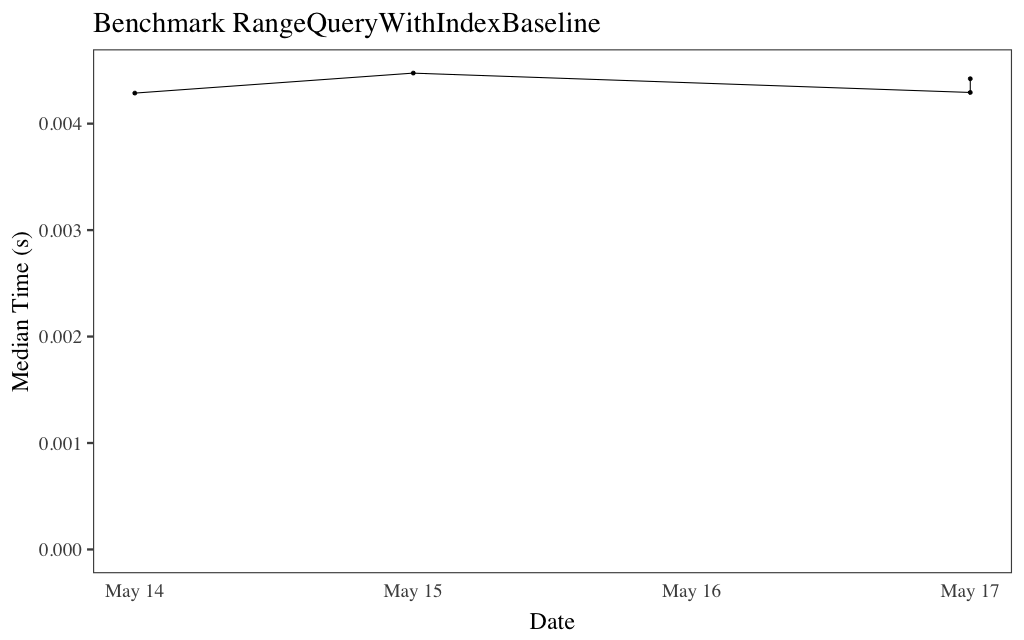 Benchmark RangeQueryWithIndexBaseline
Median Time (s)
0.004
0.003
0.002
0.001
0.000
May 14
May 15
May 16
May 17
Date